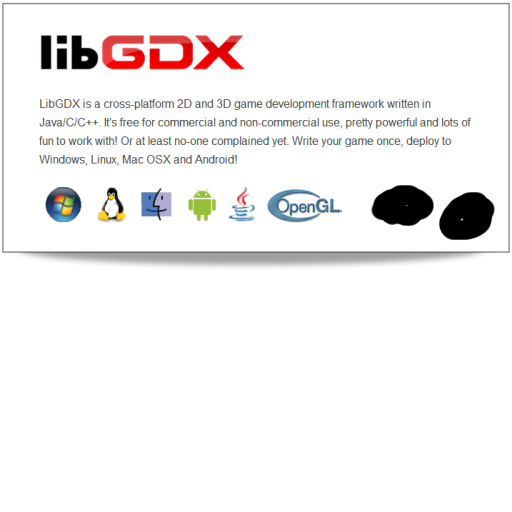 libGDX
LibGDX is a cross-platform 2D and 3D game development framework written in
Java/C/C++. It's free for commercial and non-commercial use, pretty powerful and lots of
fun to work with! Or at least no-one complained yet. Write your game once, deploy to
Windows, Linux, Mac OSX and Android!
OpenGL